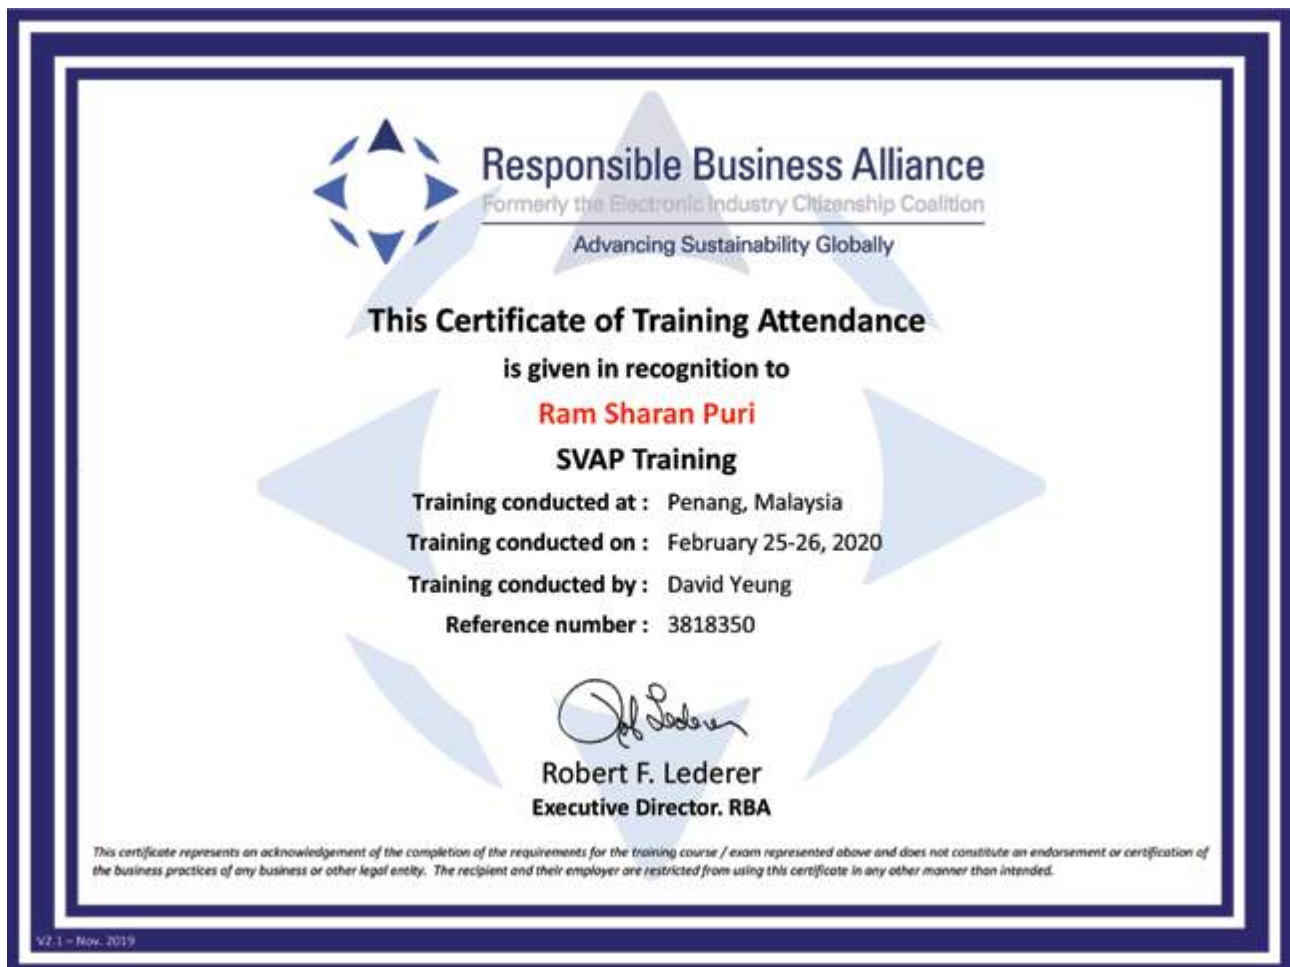 Responsible Business Alliance
Formerly the Electronic Industry Citizenship Coalition
Advancing Sustainability Globally
This Certificate of Training Attendance
is given in recognition to
Ram Sharan Puri
SVAP Training
Training conducted at : Penang, Malaysia
Training conducted on : February 25-26, 2020
Training conducted by : David Yeung
Reference number : 3818350
Rob Lederer
Robert F. Lederer
Executive Director. RBA
This certificate represents an acknowledgement of the completion of the requirements for the training course / exam represented above and does not constitute an endorsement or certification of
the business practices of any business or other legal entity. The recipient and their employer are restricted from using this certificate in any other manner than intended.
V2.1 – Nov. 2019